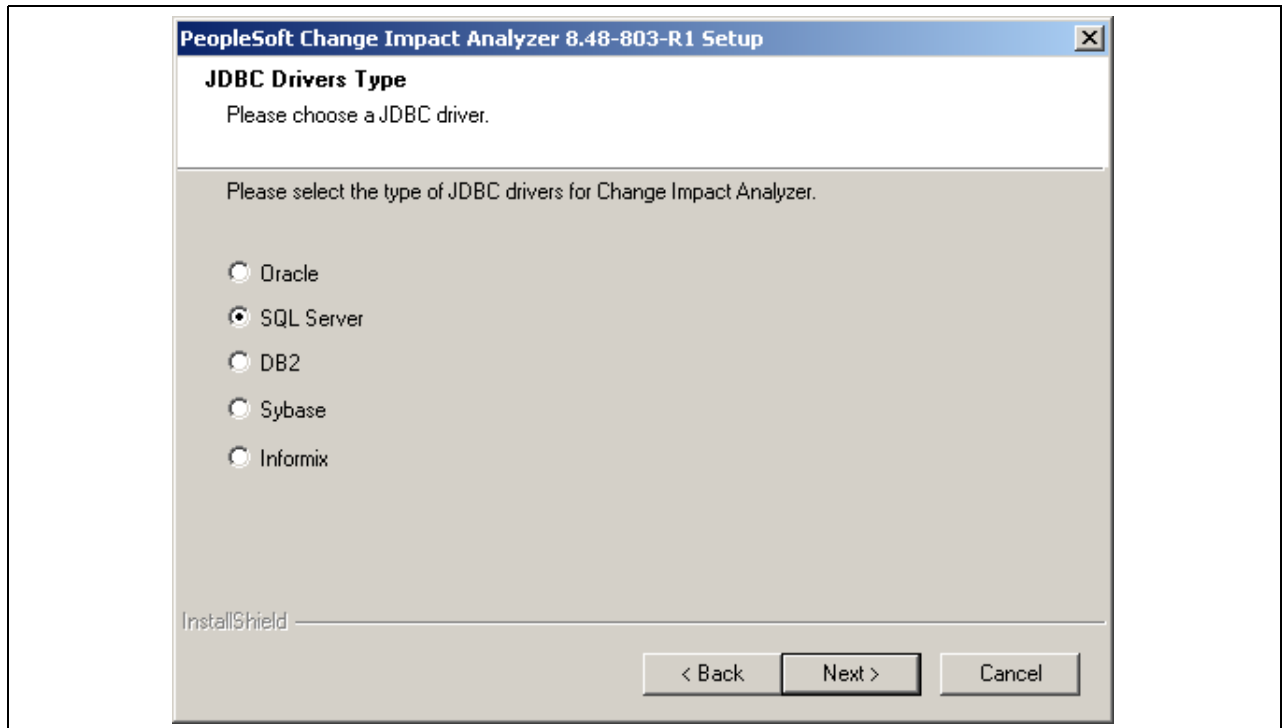 PeopleSoft Change Impact Analyzer 8.48-803-R1 Setup
JDBC Drivers Type
Please choose a JDBC driver.
Please select the type of JDBC drivers for Change Impact Analyzer.
Oracle
SQL Server
DB2
Sybase
Informix
InstallShield
< Back Next > Cancel